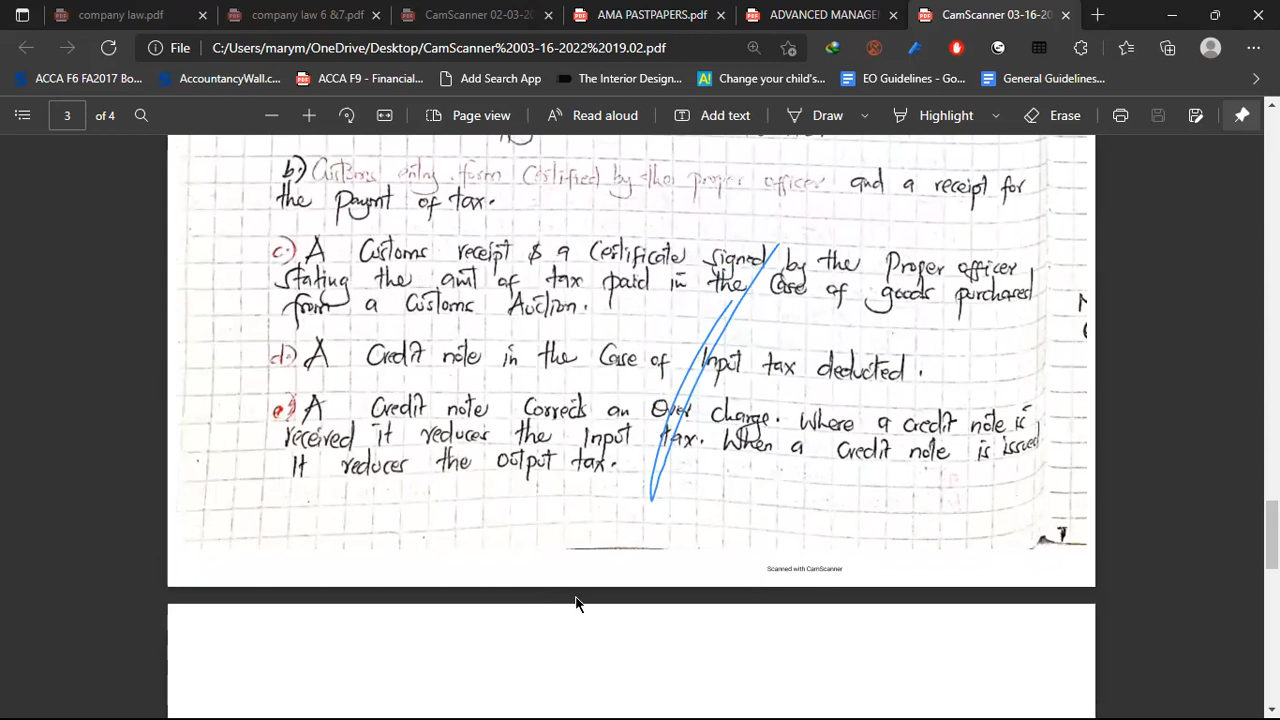 company law.pdf
company law 6 &7.pdf
CamScanner 03-03-20
AMA PASTPAPERS.pdf
ADVANCED MANAGE
CamScanner 03-16-20
File C:/Users/marym/OneDrive/Desktop/CamScanner%2003-16-2022%2019.02.pdf
ACCA F6 FA2017 Bo...
AccountancyWall.c...
ACCA F9 - Financial...
Add Search App
The Interior Design...
Change your child's...
EO Guidelines - Go...
General Guidelines...
3 of 4
Page view
Read aloud
Add text
Draw
Highlight
Erase
b) Customs entry form Certified by the proper officer and a receipt for
the Paymt of tax.
c) A Customs receipt & a Certificate signed by the Proper officer
stating the amt of tax paid in the Case of goods purchased
from a Customs Auction.
d) A Credit note in the Case of Input tax deducted.
e) A Credit note Corrects an Over charge. Where a credit note is
received it reduces the Input tax. When a Credit note is issued
It reduces the output tax.
Scanned with CamScanner